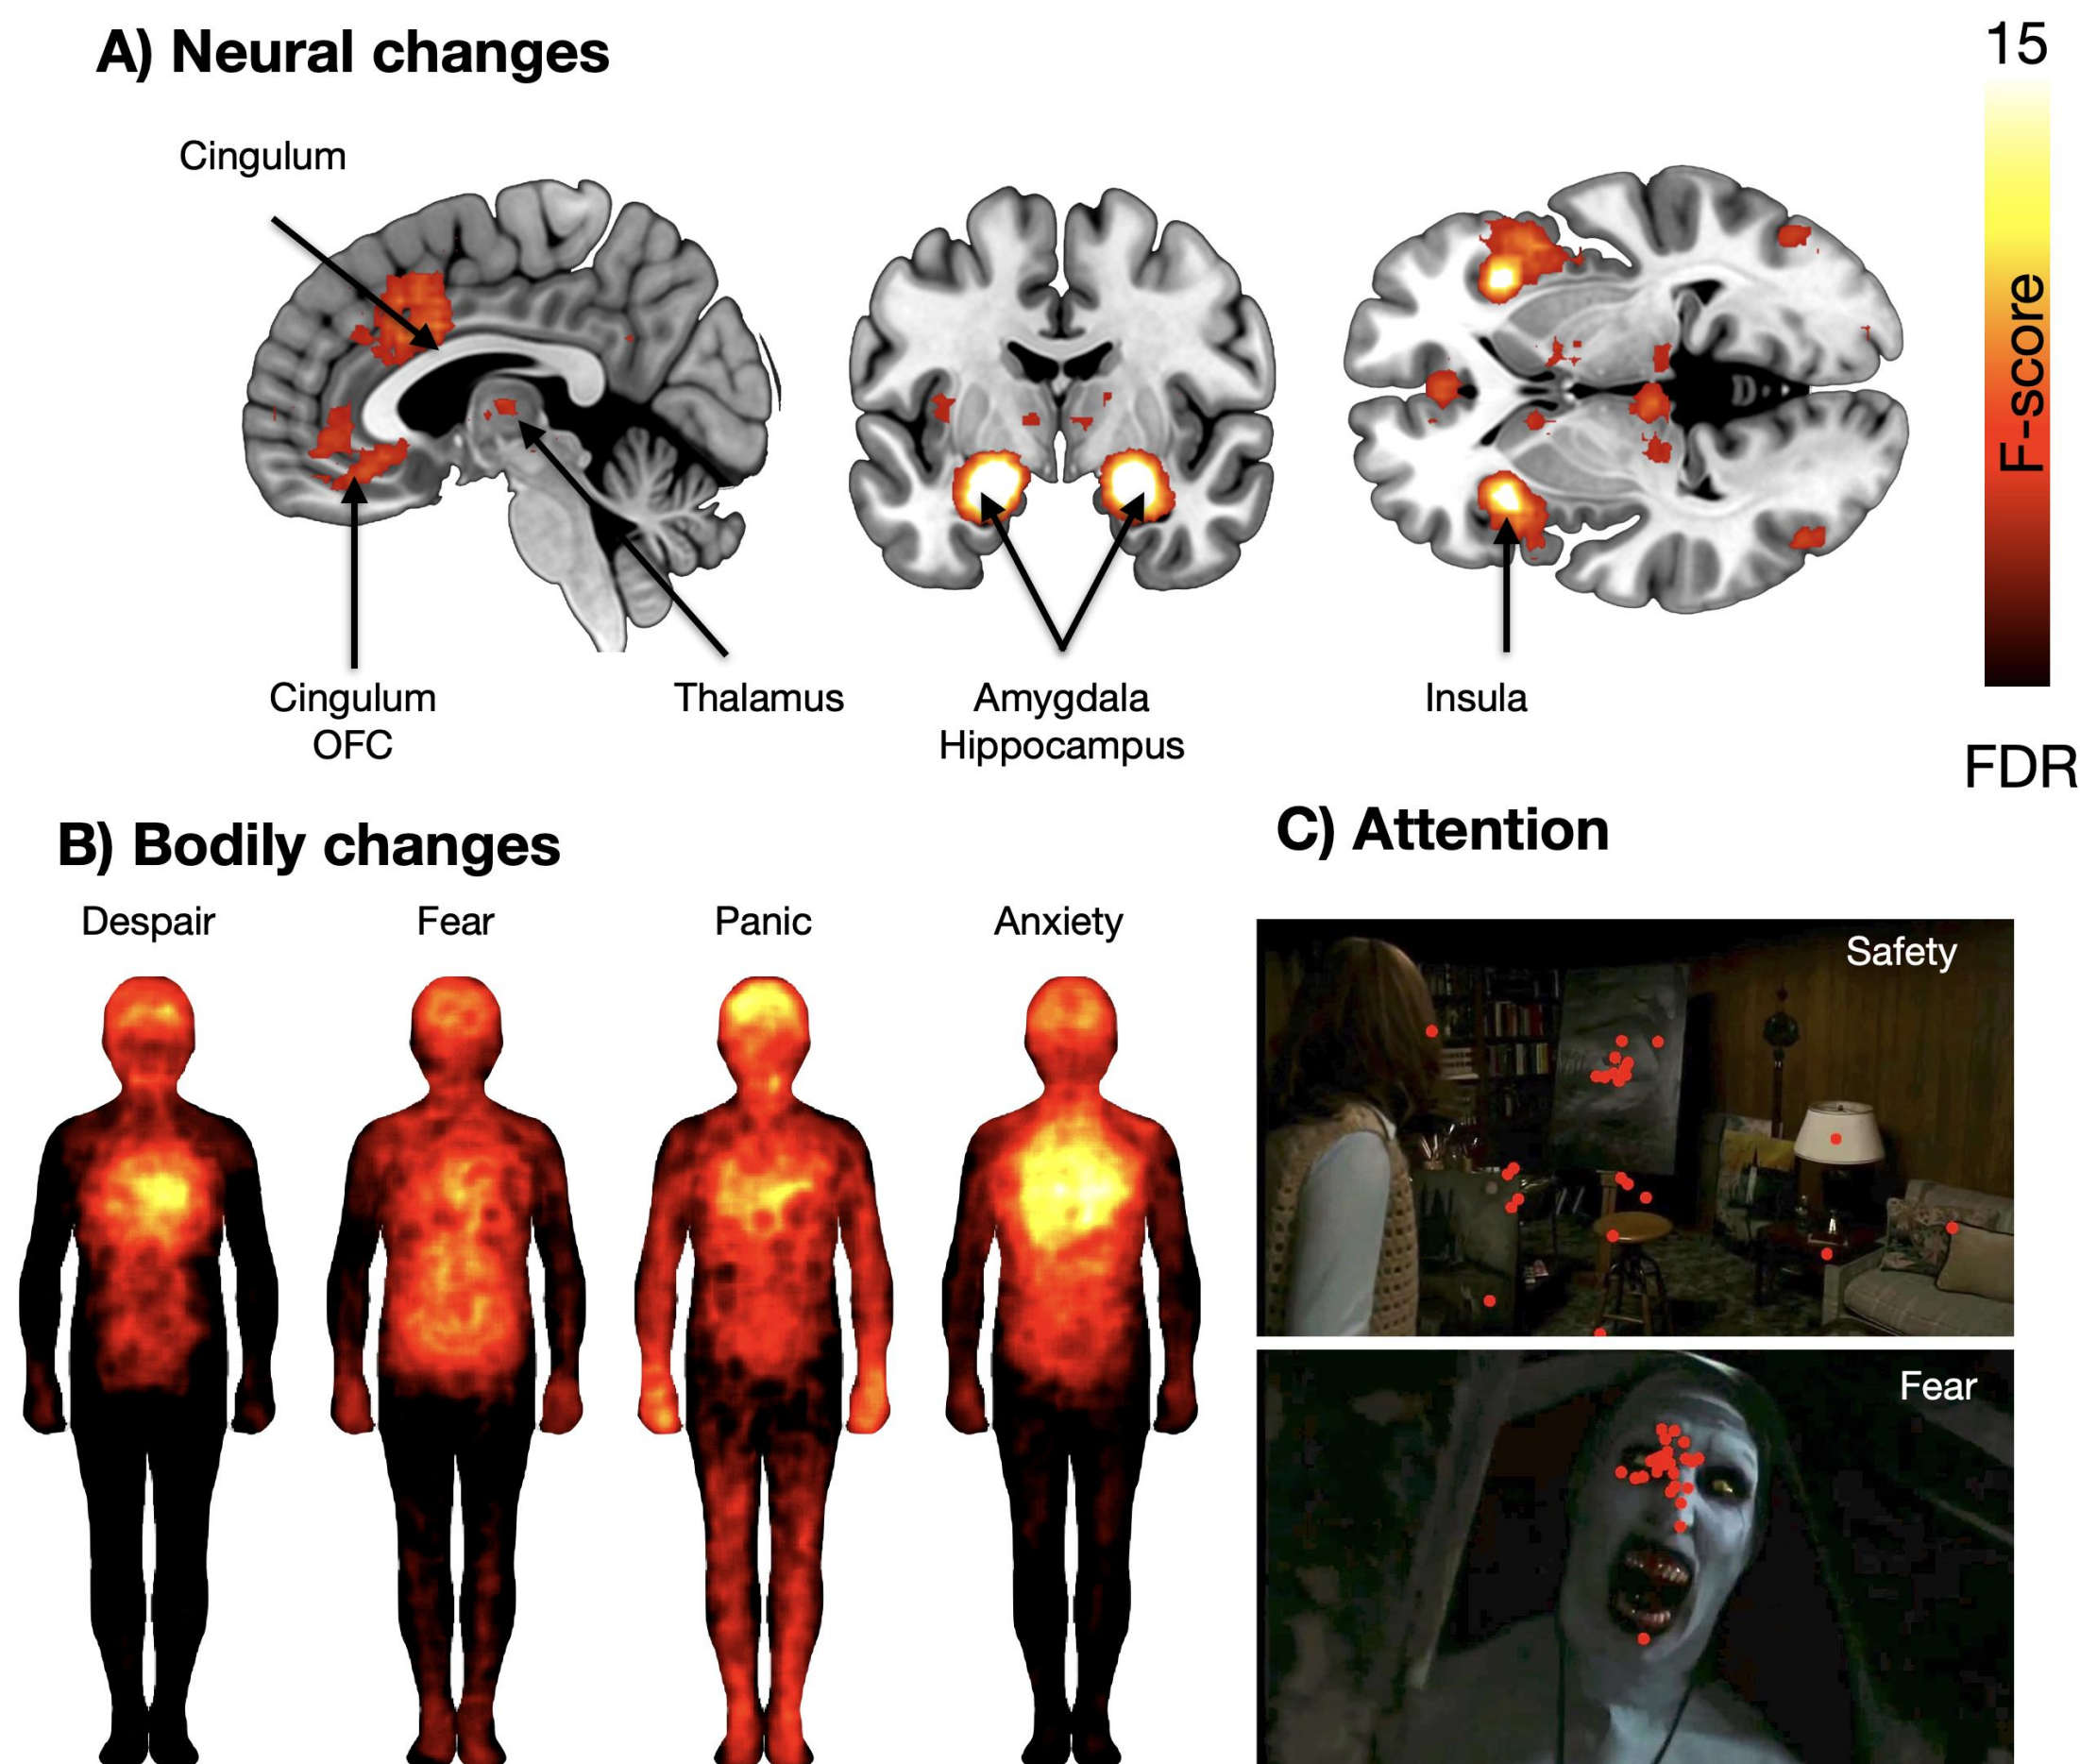 A) Neural changes
15
Cingulum
F-score
Cingulum
OFC
Thalamus
Amygdala
Hippocampus
Insula
FDR
B) Bodily changes
C) Attention
Despair
Fear
Panic
Anxiety
Safety
Fear